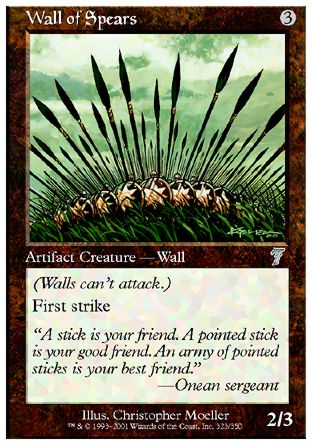 Wall of Spears 3
Artifact Creature — Wall
(Walls can't attack.)
First strike
"A stick is your friend. A pointed stick
is your good friend. An army of pointed
sticks is your best friend."
—Onean sergeant
Illus. Christopher Moeller
™ & © 1993–2001 Wizards of the Coast, Inc. 323/350
2/3